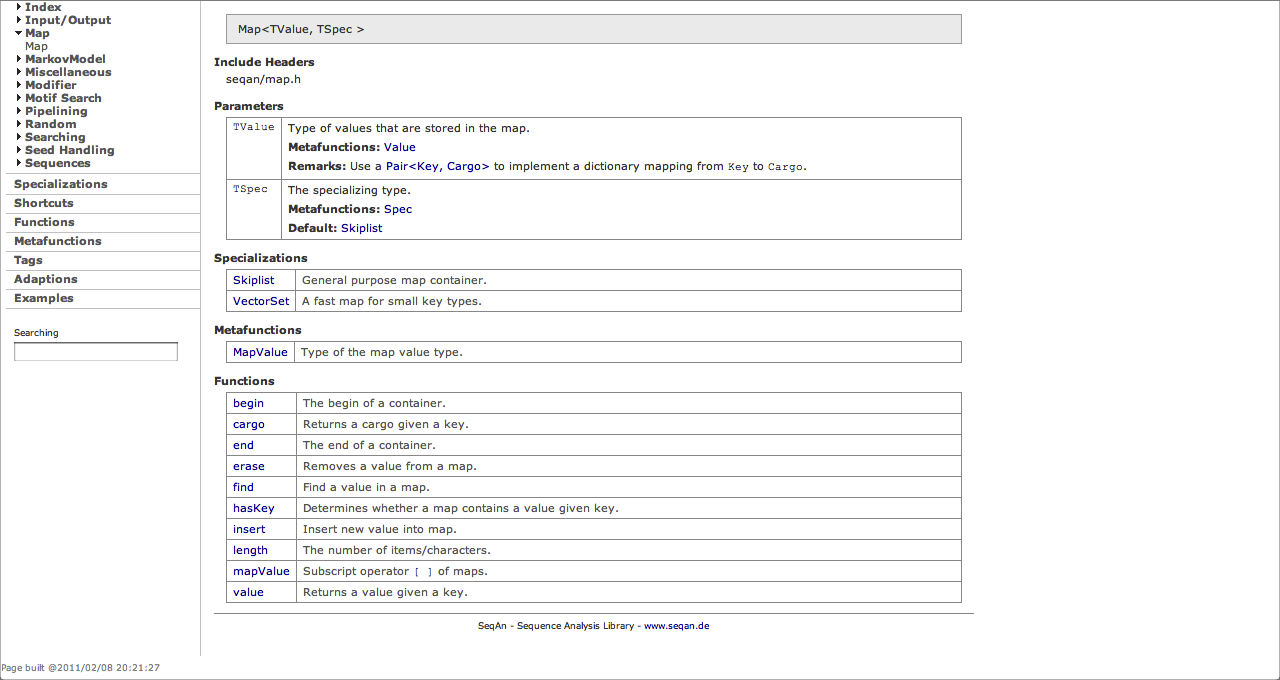 Index
Input/Output
Map
Map
MarkovModel
Miscellaneous
Modifier
Motif Search
Pipelining
Random
Searching
Seed Handling
Sequences
Specializations
Shortcuts
Functions
Metafunctions
Tags
Adaptions
Examples
Searching
Map<TValue, TSpec >
Include Headers
seqan/map.h
Parameters
TValue Type of values that are stored in the map.
Metafunctions: Value
Remarks: Use a Pair<Key, Cargo> to implement a dictionary mapping from Key to Cargo.
TSpec The specializing type.
Metafunctions: Spec
Default: Skiplist
Specializations
Skiplist General purpose map container.
VectorSet A fast map for small key types.
Metafunctions
MapValue Type of the map value type.
Functions
begin The begin of a container.
cargo Returns a cargo given a key.
end The end of a container.
erase Removes a value from a map.
find Find a value in a map.
hasKey Determines whether a map contains a value given key.
insert Insert new value into map.
length The number of items/characters.
mapValue Subscript operator [ ] of maps.
value Returns a value given a key.
SeqAn - Sequence Analysis Library - www.seqan.de
Page built @2011/02/08 20:21:27